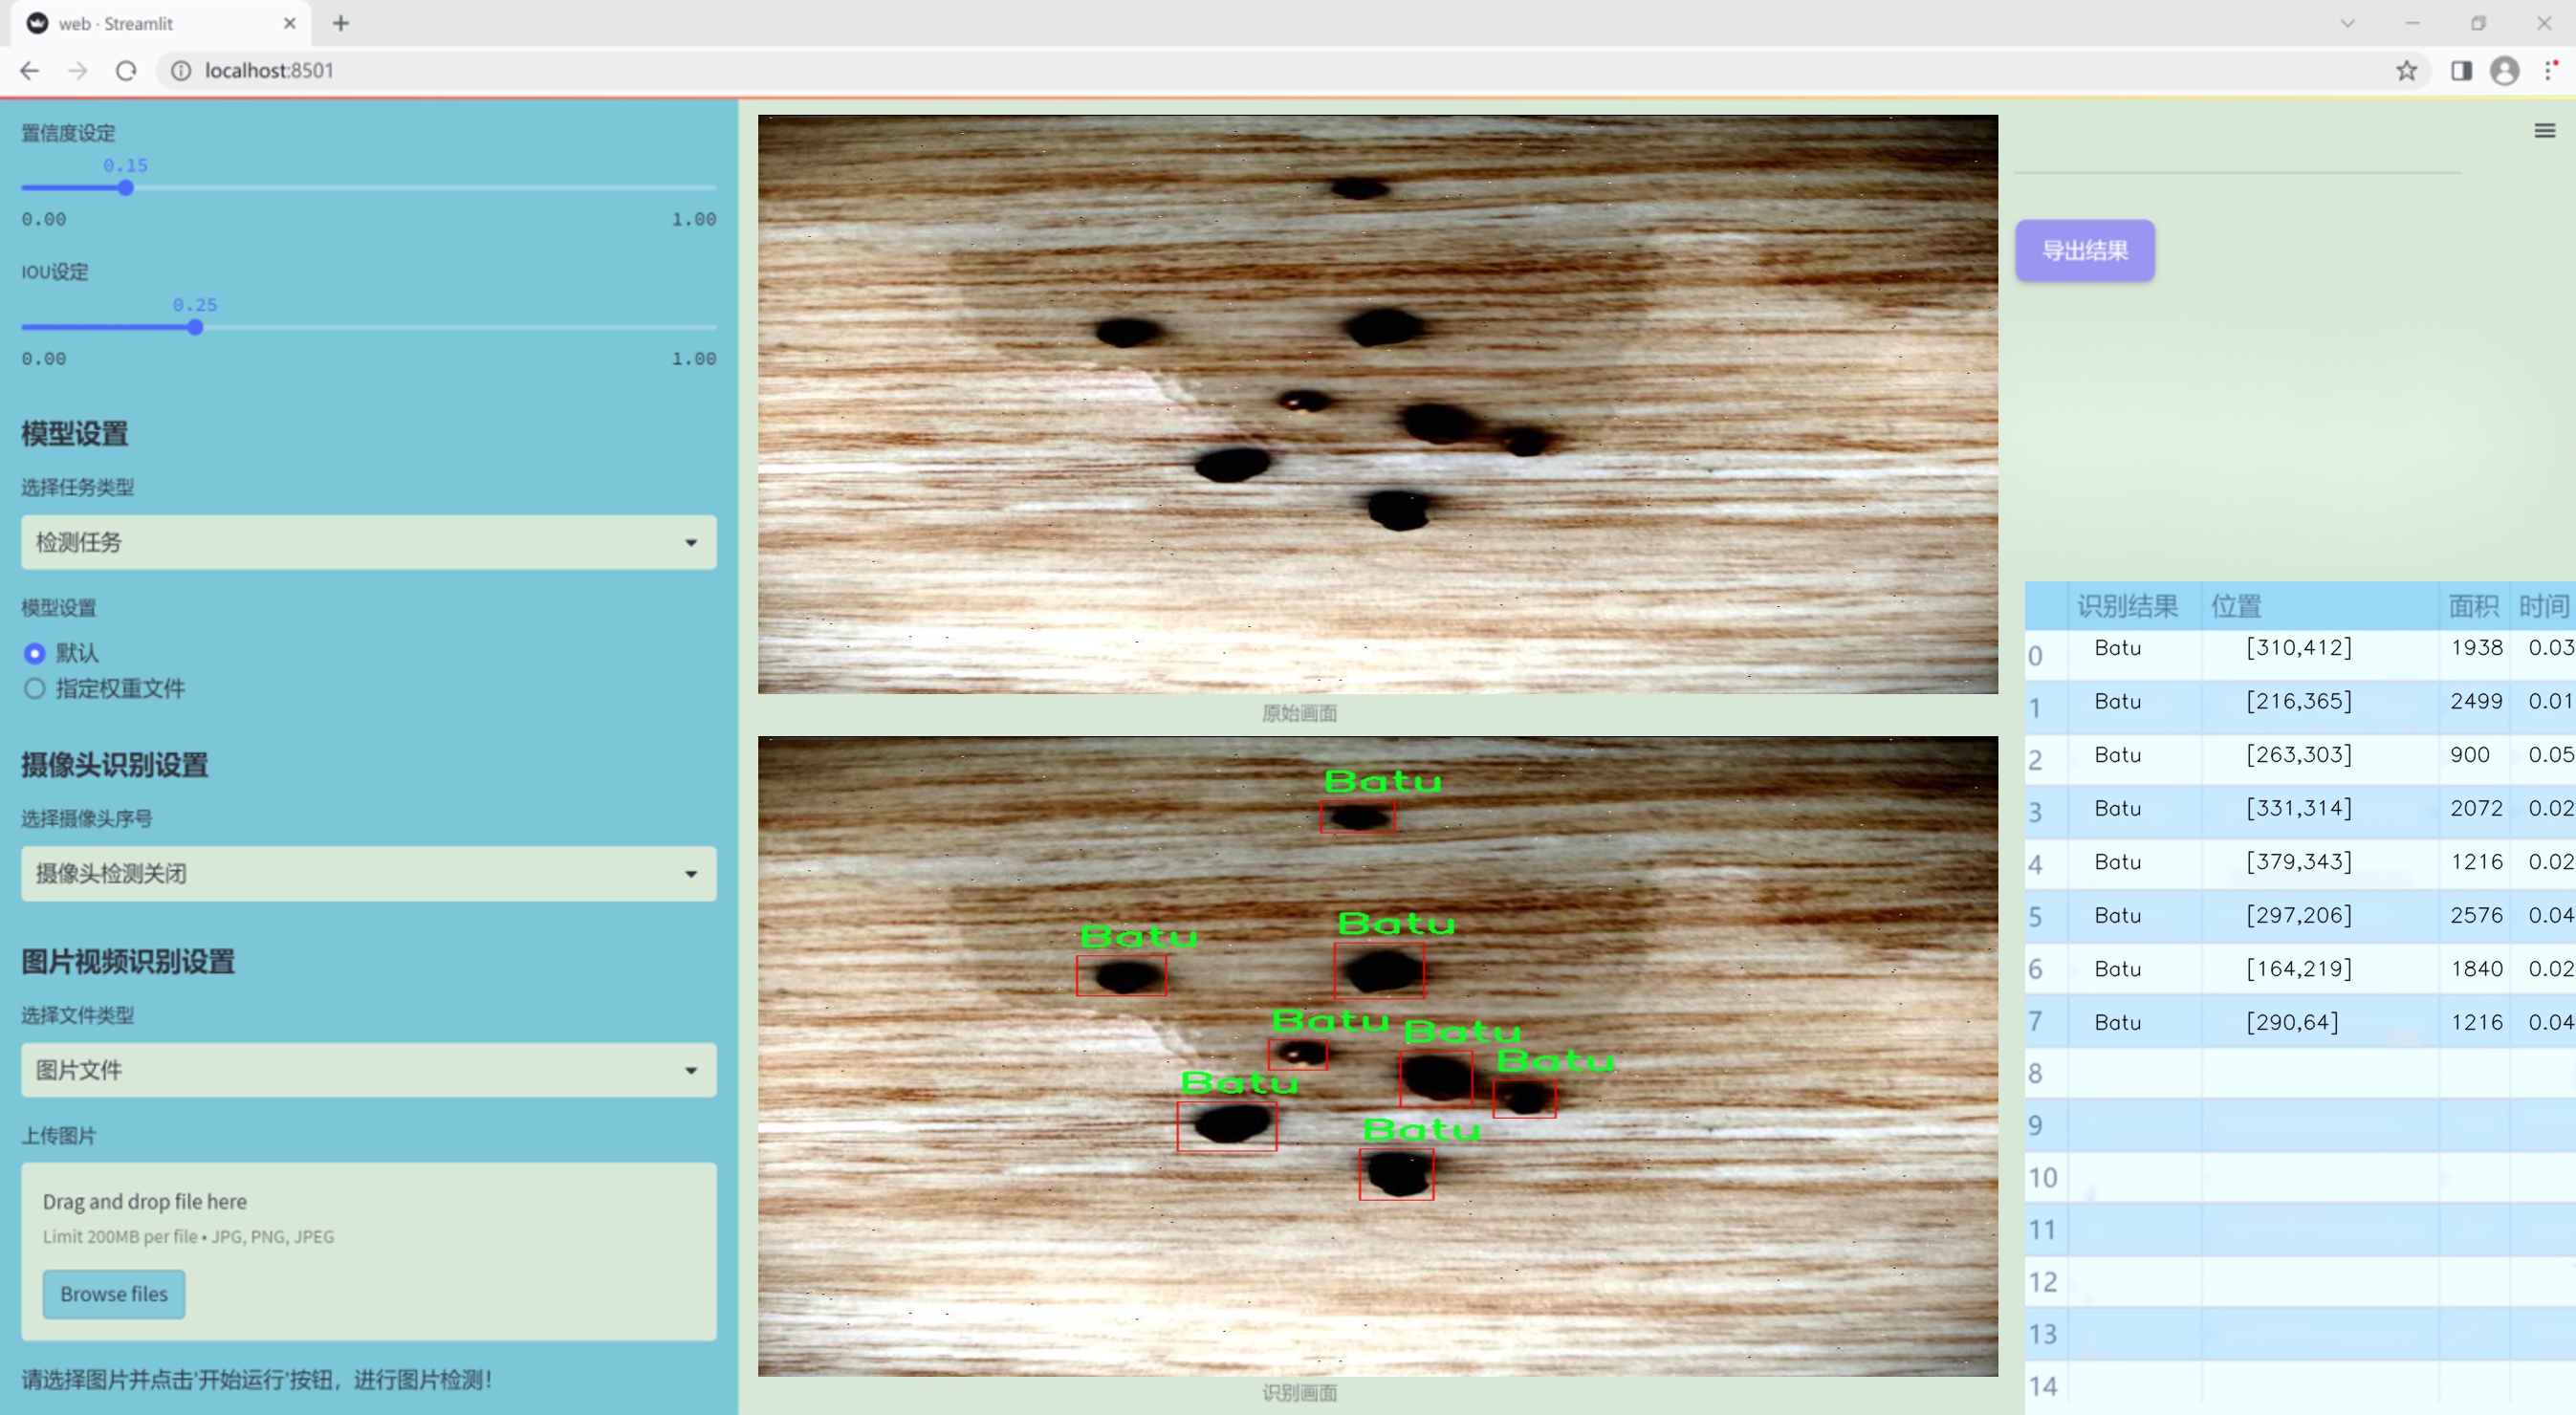 web · Streamlit
localhost:8501
置信度设定
0.15
0.00 1.00
IOU设定
0.25
0.00 1.00
模型设置
选择任务类型
检测任务
模型设置
默认
指定权重文件
摄像头识别设置
选择摄像头序号
摄像头检测关闭
图片视频识别设置
选择文件类型
图片文件
上传图片
Drag and drop file here
Limit 200MB per file • JPG, PNG, JPEG
Browse files
请选择图片并点击'开始运行'按钮，进行图片检测！
原始画面
Batu
Batu
Batu
Batu
Batu
Batu
Batu
Batu
识别画面
导出结果
识别结果 位置 面积 时间
0 Batu [310,412] 1938 0.03
1 Batu [216,365] 2499 0.01
2 Batu [263,303] 900 0.05
3 Batu [331,314] 2072 0.02
4 Batu [379,343] 1216 0.02
5 Batu [297,206] 2576 0.04
6 Batu [164,219] 1840 0.02
7 Batu [290,64] 1216 0.04
8
9
10
11
12
13
14